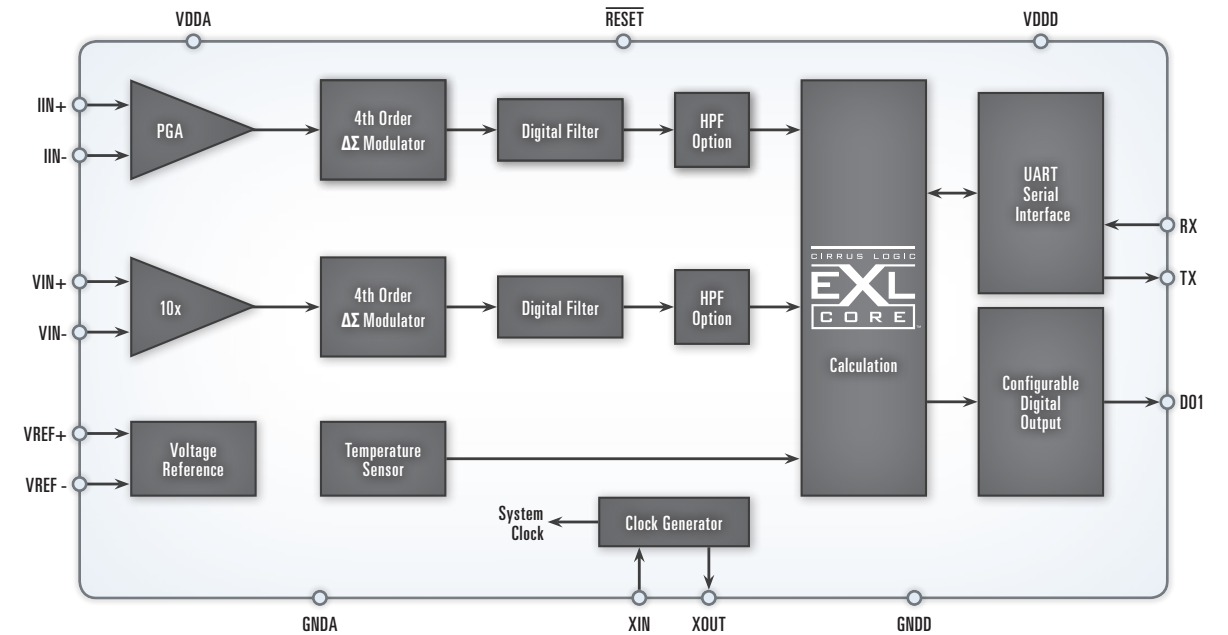 VDDA
RESET
VDDD
IIN+
IIN-
PGA
4th Order
ΔΣ Modulator
Digital Filter
HPF
Option
UART
Serial
Interface
RX
TX
VIN+
VIN-
10x
4th Order
ΔΣ Modulator
Digital Filter
HPF
Option
CIRRUS LOGIC
EXL
CORE
Calculation
Configurable
Digital
Output
DO1
VREF+
VREF -
Voltage
Reference
Temperature
Sensor
System
Clock
Clock Generator
GNDA
XIN
XOUT
GNDD